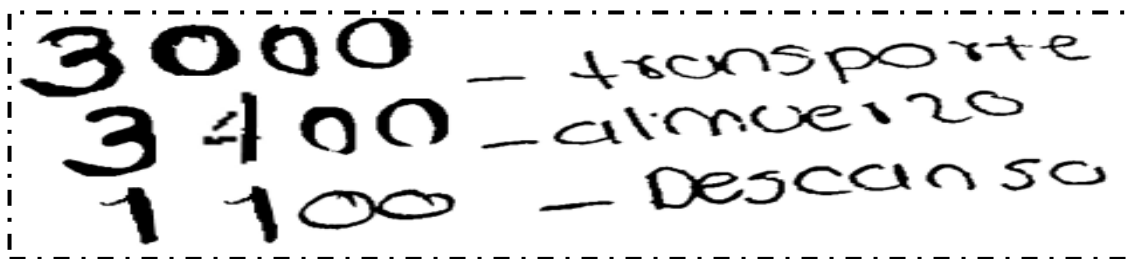 3000 - transporte
3400 - almuerzo
1100 - Descanso